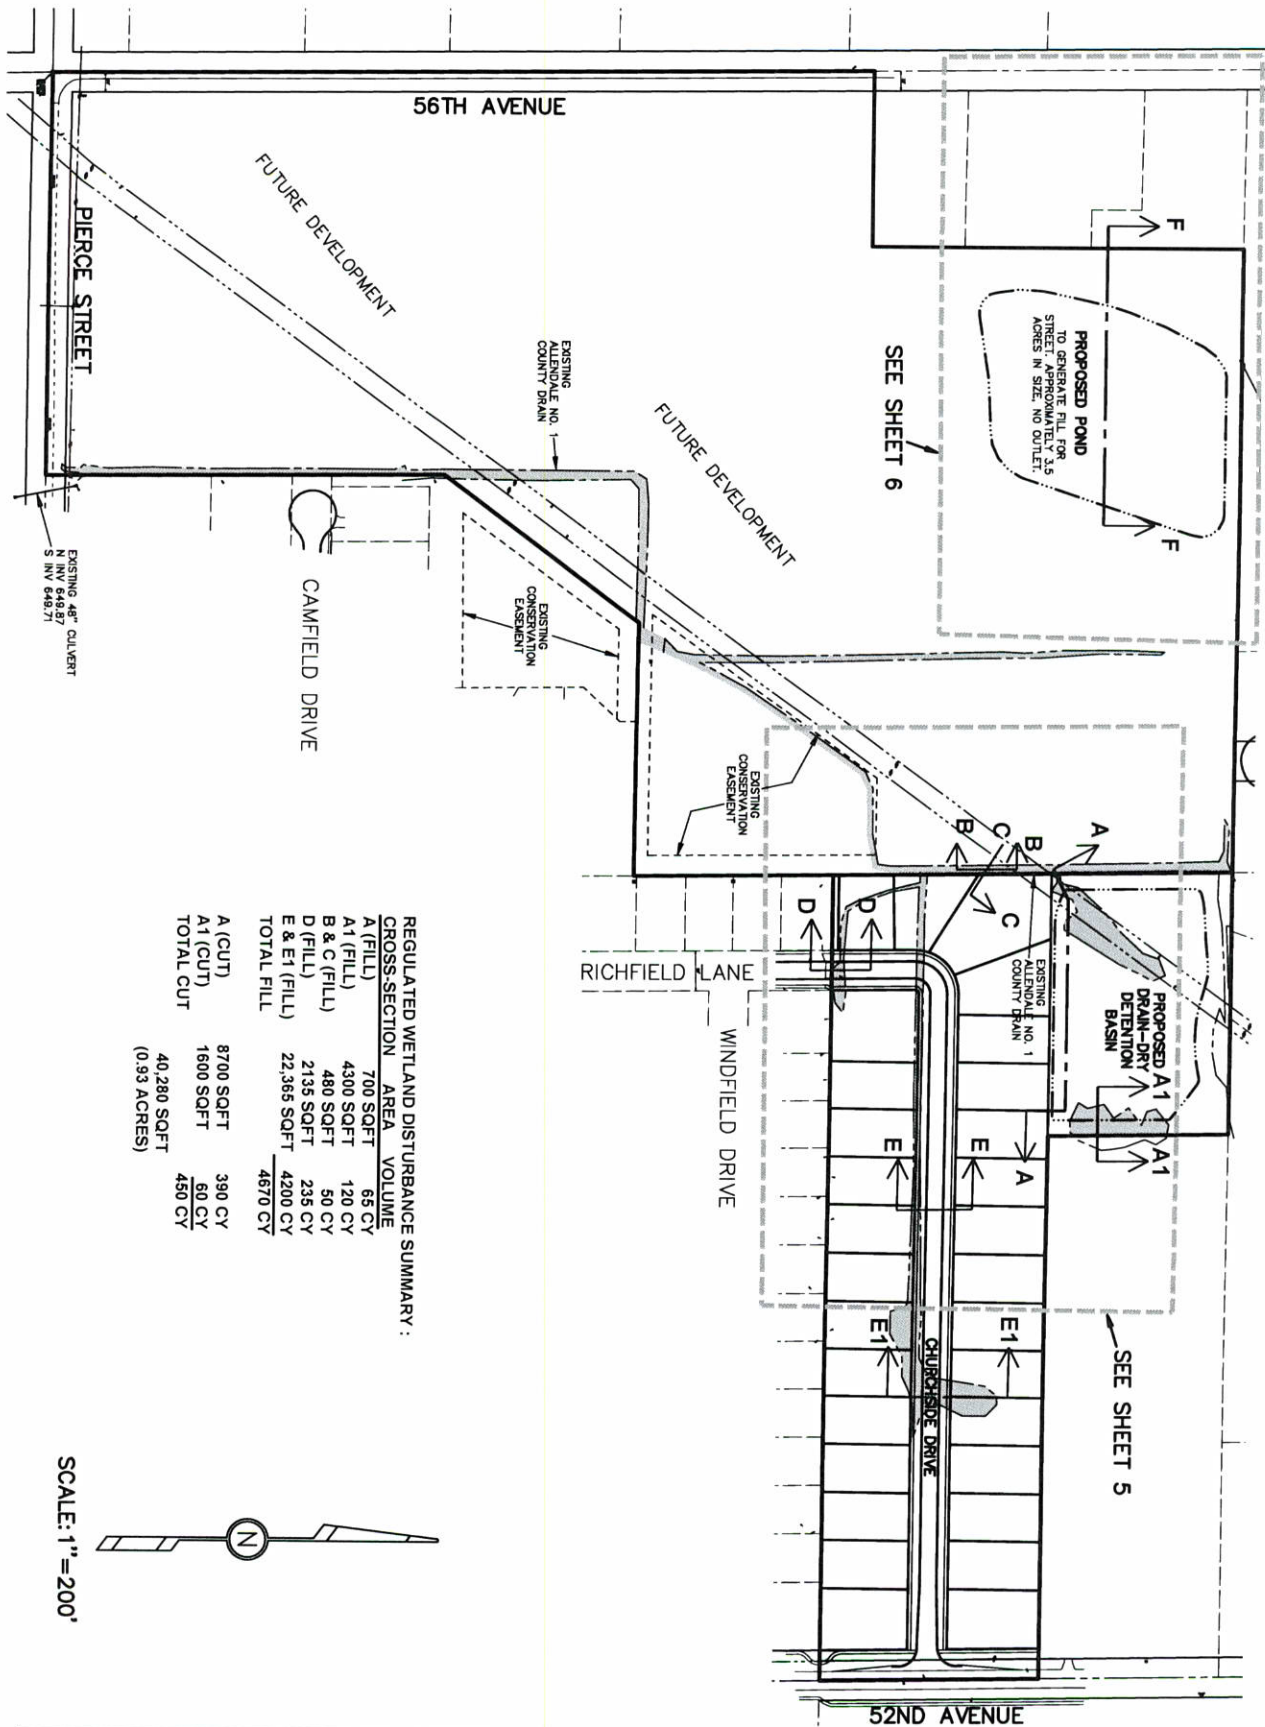 56TH AVENUE
PIERCE STREET
FUTURE DEVELOPMENT
EXISTING
ALLENDALE NO. 1
COUNTY DRAIN
FUTURE DEVELOPMENT
SEE SHEET 6
PROPOSED POND
TO GENERATE FILL FOR
STREET. APPROXIMATELY 3.5
ACRES IN SIZE, NO OUTLET.
F
F
EXISTING 48" CULVERT
N INV 649.87
S INV 649.71
CAMFIELD DRIVE
EXISTING
CONSERVATION
EASEMENT
EXISTING
CONSERVATION
EASEMENT
B
C
B
A
D
D
C
RICHFIELD LANE
WINDFIELD DRIVE
EXISTING
ALLENDALE NO. 1
COUNTY DRAIN
PROPOSED
DRAIN-DRY
DETENTION
BASIN
A1
A1
A
E
E
E1
E1
CHURCHSIDE DRIVE
SEE SHEET 5
52ND AVENUE
REGULATED WETLAND DISTURBANCE SUMMARY :
CROSS-SECTION AREA VOLUME
A (FILL) 700 SQFT 65 CY
A1 (FILL) 4300 SQFT 120 CY
B & C (FILL) 480 SQFT 50 CY
D (FILL) 2135 SQFT 235 CY
E & E1 (FILL) 22,365 SQFT 4200 CY
TOTAL FILL 4670 CY
A (CUT) 8700 SQFT 390 CY
A1 (CUT) 1600 SQFT 60 CY
TOTAL CUT 450 CY
40,280 SQFT
(0.93 ACRES)
N
SCALE: 1"=200'